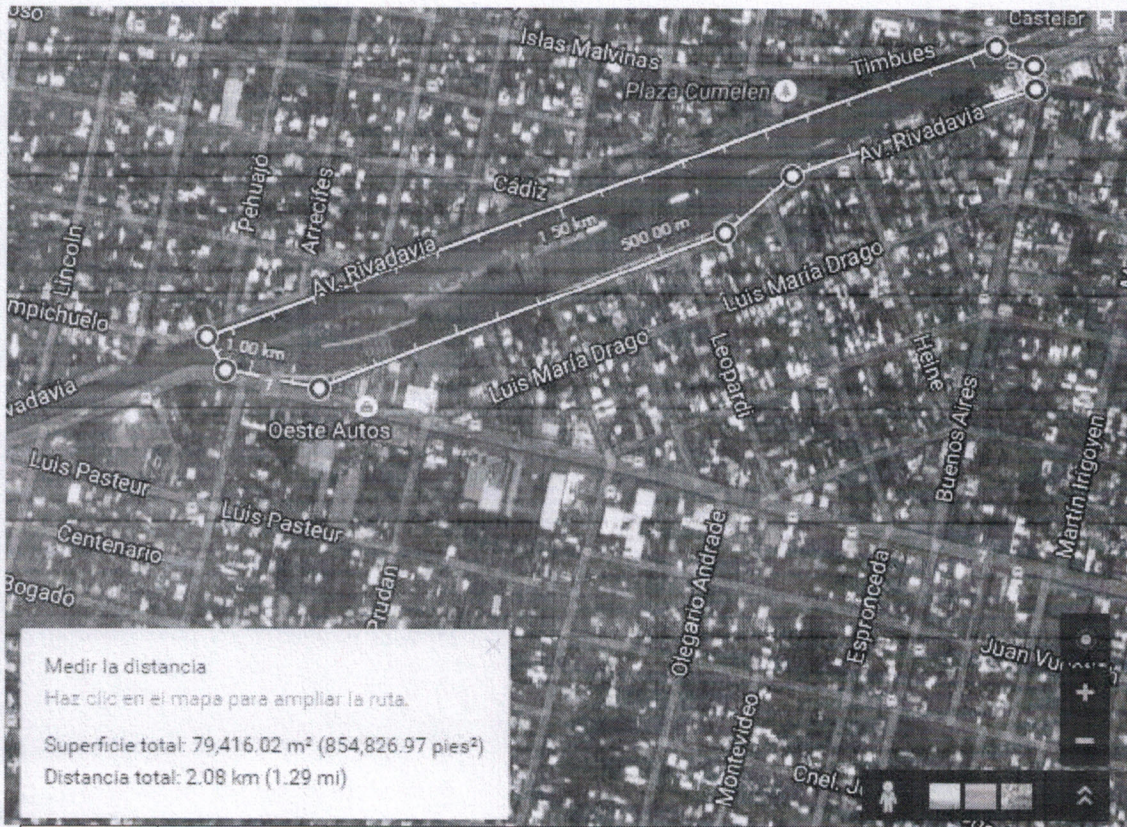 oso
Castelar
Islas Malvinas
Timbúes
Plaza Cumelen
Av. Rivadavia
Pehuajó
Arrecifes
Cádiz
1.50 km
500.00 m
Lincoln
Av. Rivadavia
Luis María Drago
mpichuelo
1.00 km
Luis María Drago
Leopardi
Heine
vadavia
Oeste Autos
Buenos Aires
Martín Irigoyen
Luis Pasteur
Luis Pasteur
Centenario
Olegario Andrade
Espronceda
Bogado
Prudan
Medir la distancia
Haz clic en el mapa para ampliar la ruta.
Superficie total: 79,416.02 m² (854,826.97 pies²)
Distancia total: 2.08 km (1.29 mi)
Juan
Montevideo
Cnel.